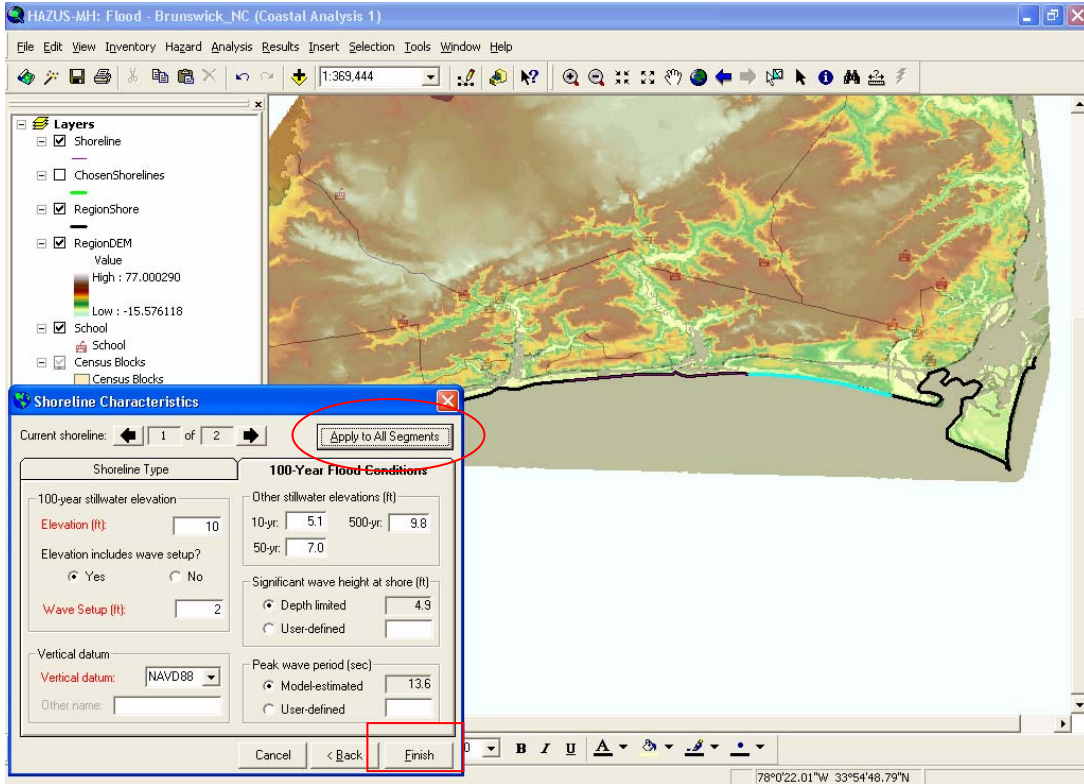 HAZUS-MH: Flood - Brunswick_NC (Coastal Analysis 1)
File Edit View Inventory Hazard Analysis Results Insert Selection Tools Window Help
1:369,444
Layers
Shoreline
ChosenShorelines
RegionShore
RegionDEM
Value
High : 77.000290
Low : -15.576118
School
School
Census Blocks
Census Blocks
Shoreline Characteristics
Current shoreline: 1 of 2 Apply to All Segments
Shoreline Type 100-Year Flood Conditions
100-year stillwater elevation
Elevation (ft): 10
Elevation includes wave setup?
Yes No
Wave Setup (ft): 2
Vertical datum
Vertical datum: NAVD88
Other name:
Other stillwater elevations (ft)
10-yr: 5.1 500-yr: 9.8
50-yr: 7.0
Significant wave height at shore (ft)
Depth limited 4.9
User-defined
Peak wave period (sec)
Model-estimated 13.6
User-defined
Cancel < Back Finish
0 B I U A
78°0'22.01"W 33°54'48.79"N